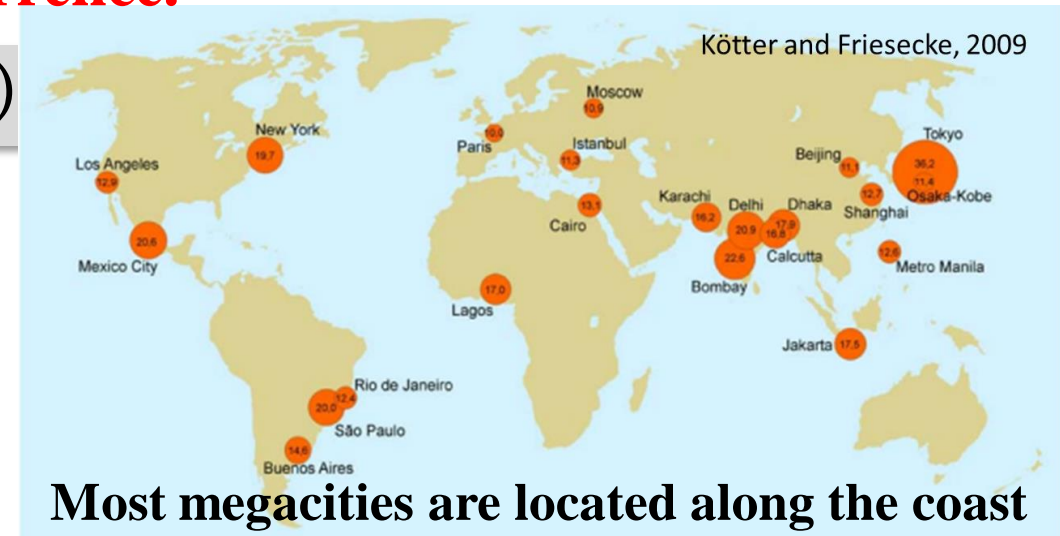 rrence.
)
Kötter and Friesecke, 2009
Moscow
10,9
New York
19,7
Paris
10,0
Istanbul
11,3
Tokyo
36,2
Beijing
11,1
Los Angeles
12,9
11,4
Osaka-Kobe
Karachi
16,2
Delhi
20,9
Dhaka
17,9
12,7
Shanghai
Cairo
13,1
16,8
Calcutta
Mexico City
20,6
22,6
Bombay
12,6
Metro Manila
Lagos
17,0
Jakarta
17,5
Rio de Janeiro
12,4
20,0
São Paulo
14,6
Buenos Aires
Most megacities are located along the coast